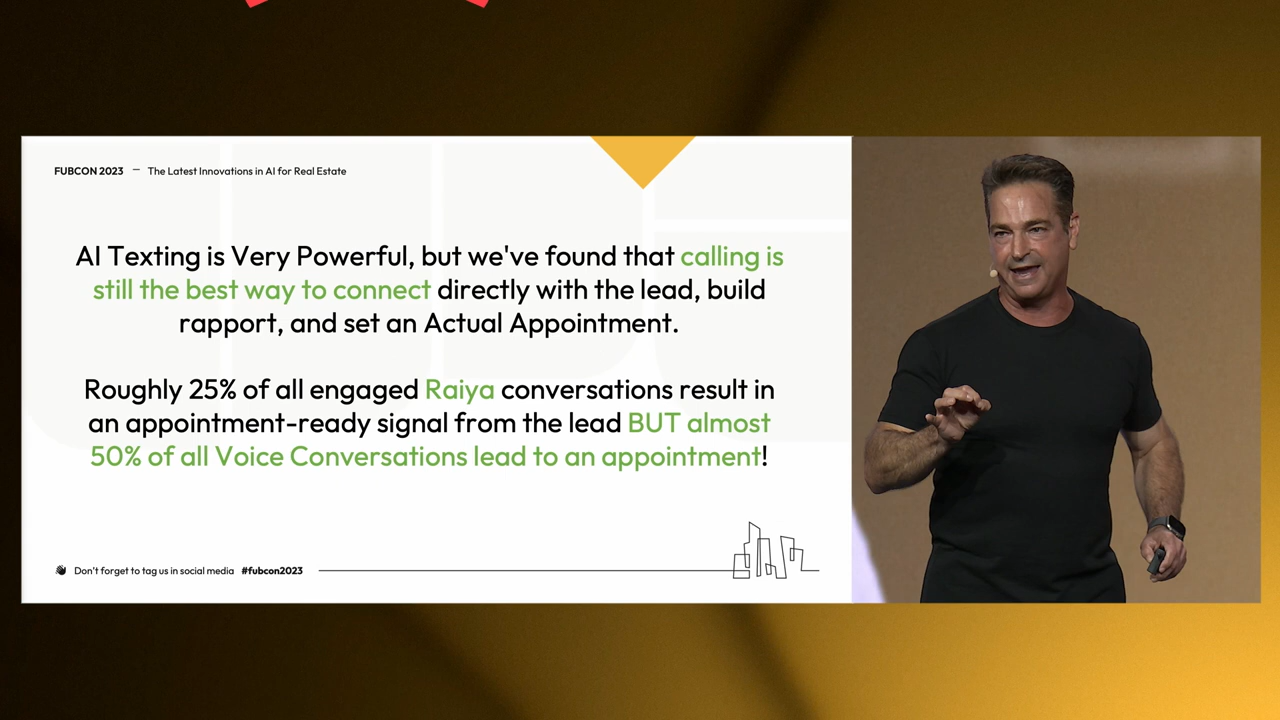 FUBCON 2023 — The Latest Innovations in AI for Real Estate
AI Texting is Very Powerful, but we've found that calling is
still the best way to connect directly with the lead, build
rapport, and set an Actual Appointment.
Roughly 25% of all engaged Raiya conversations result in
an appointment-ready signal from the lead BUT almost
50% of all Voice Conversations lead to an appointment!
Don't forget to tag us in social media #fubcon2023